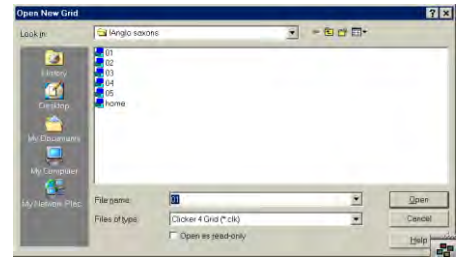 Open New Grid
Look in:
Anglo saxons
01
02
03
04
05
home
History
Desktop
My Documents
My Computer
My Network Plac
File name:
01
Open
Files of type:
Clicker 4 Grid (*.clk)
Cancel
Open as read-only
Help